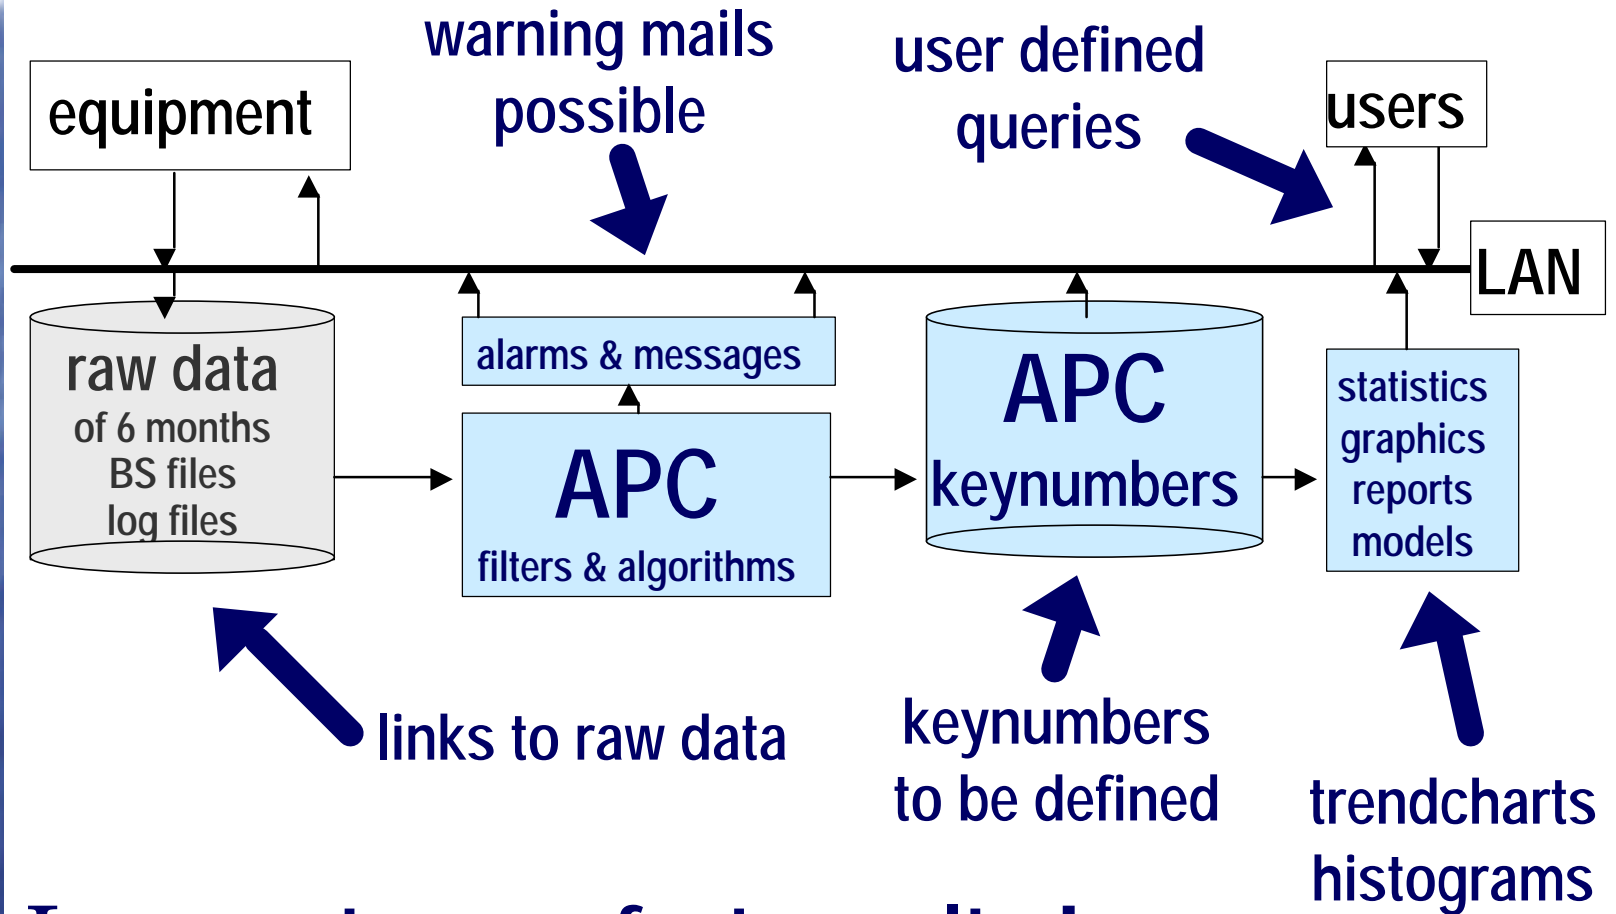 warning mails
possible
user defined
queries
equipment
users
LAN
raw data
of 6 months
BS files
log files
alarms & messages
APC
filters & algorithms
APC
keynumbers
statistics
graphics
reports
models
links to raw data
keynumbers
to be defined
trendcharts
histograms